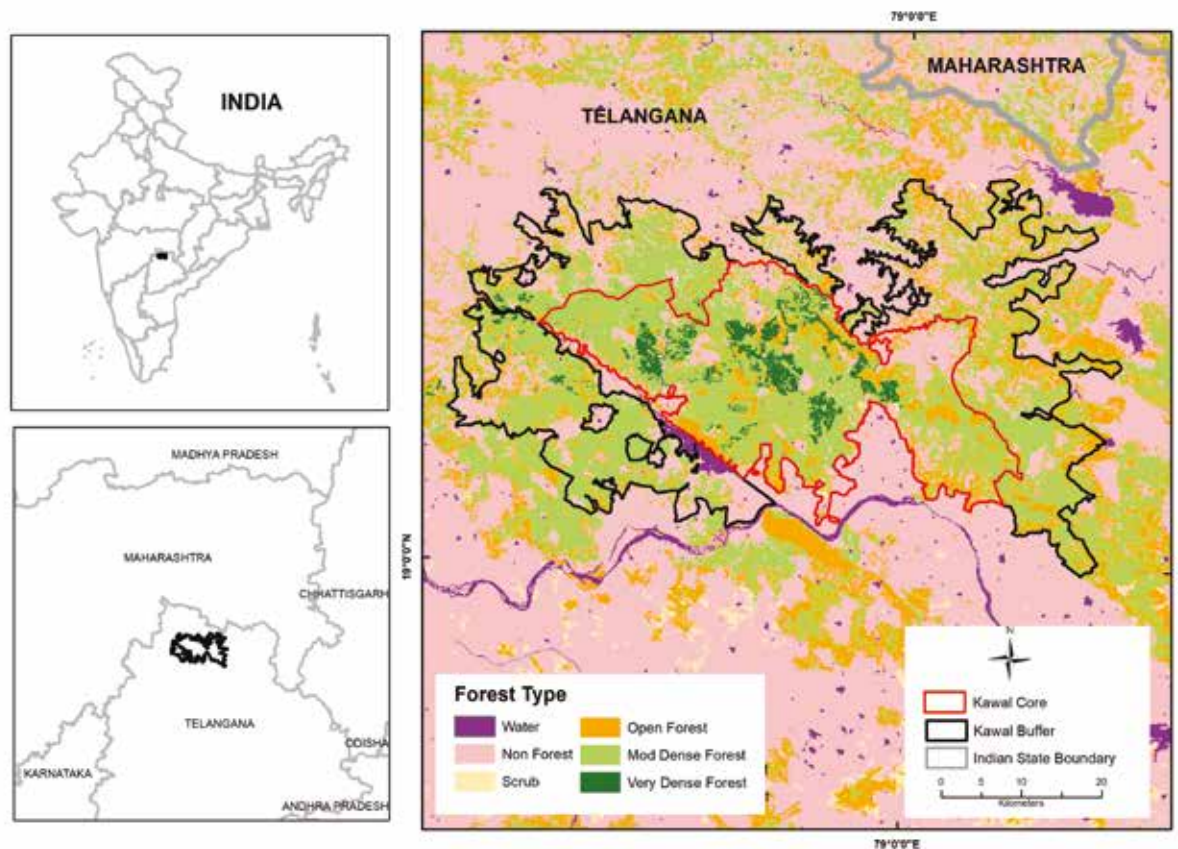 INDIA
MADHYA PRADESH
MAHARASHTRA
CHHATTISGARH
TELANGANA
ODISHA
KARNATAKA
ANDHRA PRADESH
79°0'0"E
MAHARASHTRA
TELANGANA
19°0'0"N
Forest Type
Water
Non Forest
Scrub
Open Forest
Mod Dense Forest
Very Dense Forest
N
Kawal Core
Kawal Buffer
Indian State Boundary
0 5 10 20
Kilometers
79°0'0"E